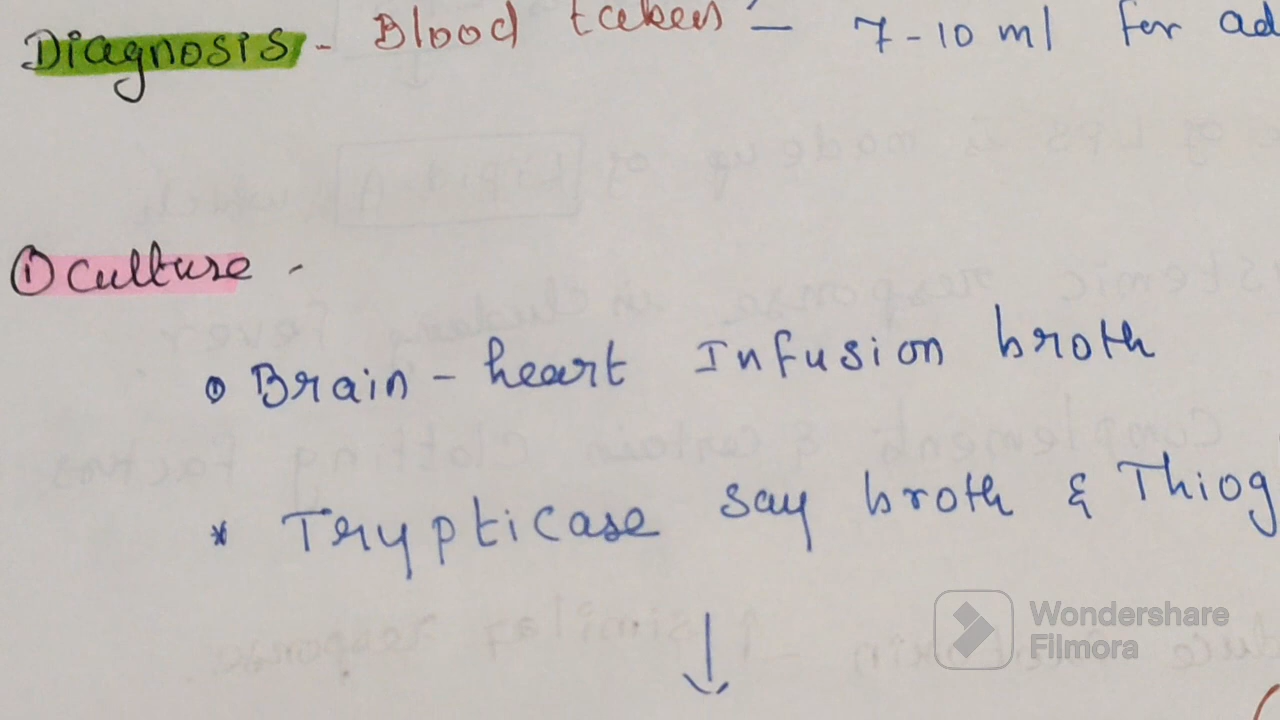 Diagnosis - Blood taken - 7-10 ml for ad
① Culture -
Brain - heart Infusion broth
* Trypticase say broth & Thiog
↓
Wondershare
Filmora